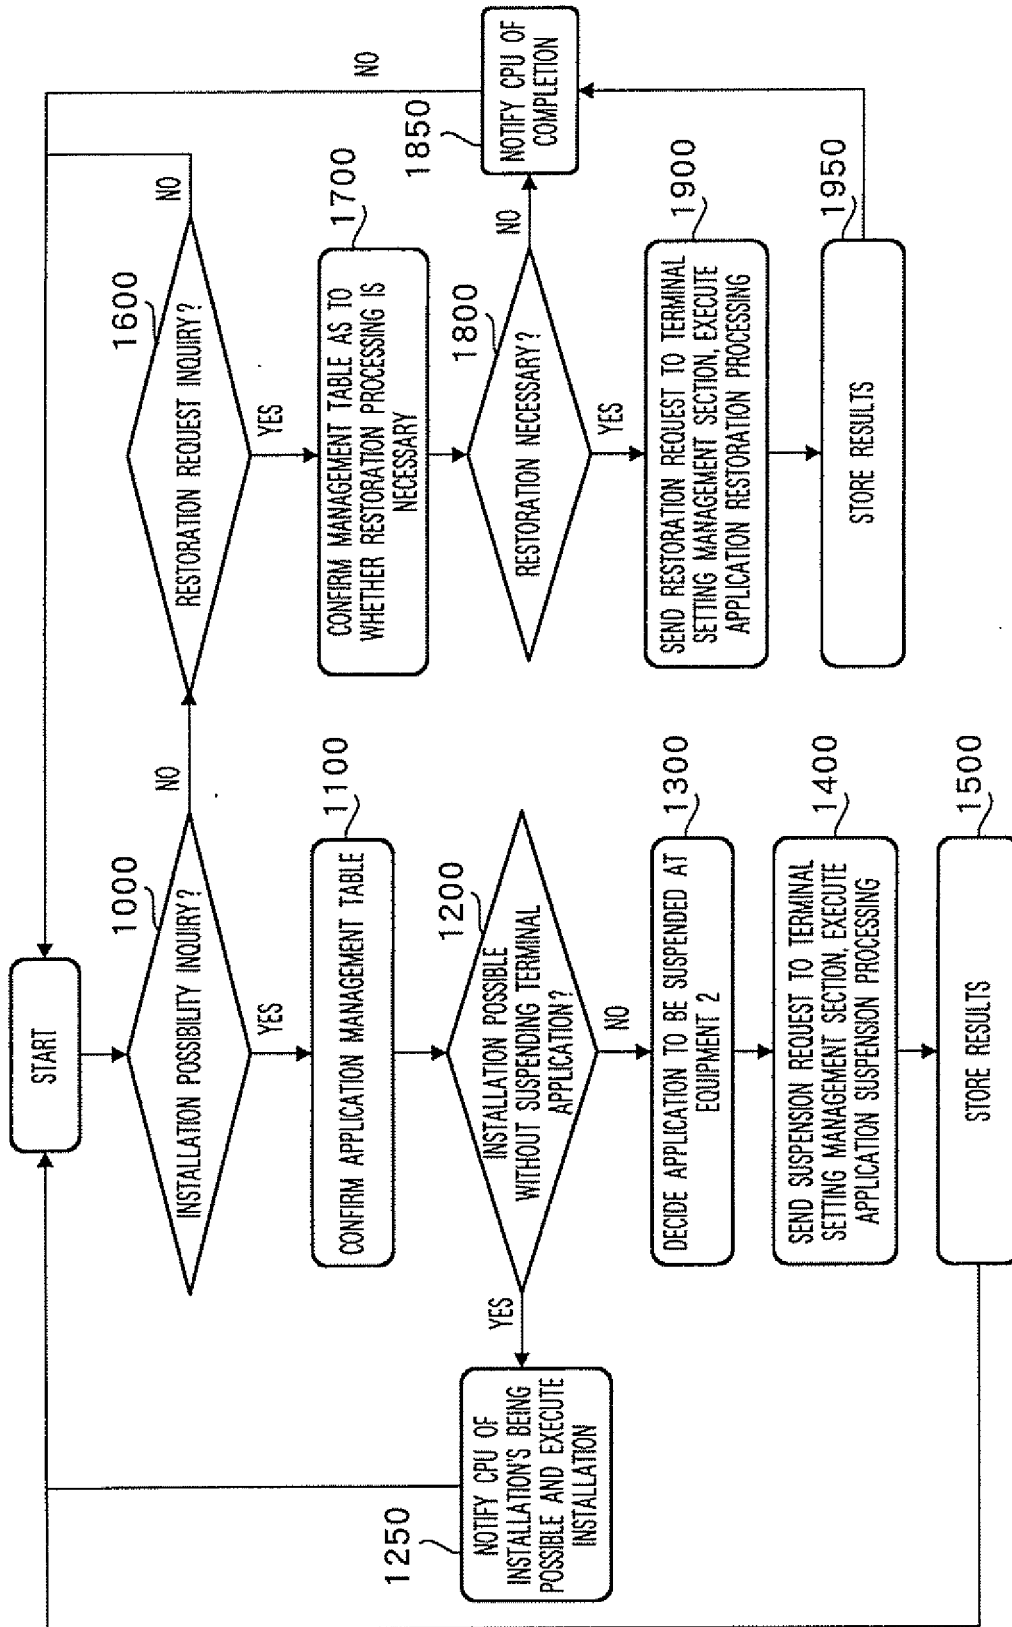 START
1000
INSTALLATION POSSIBILITY INQUIRY?
NO
YES
1100
CONFIRM APPLICATION MANAGEMENT TABLE
1200
INSTALLATION POSSIBLE
WITHOUT SUSPENDING TERMINAL
APPLICATION?
YES
NO
1250
NOTIFY CPU OF
INSTALLATION'S BEING
POSSIBLE AND EXECUTE
INSTALLATION
1300
DECIDE APPLICATION TO BE SUSPENDED AT
EQUIPMENT 2
1400
SEND SUSPENSION REQUEST TO TERMINAL
SETTING MANAGEMENT SECTION, EXECUTE
APPLICATION SUSPENSION PROCESSING
1500
STORE RESULTS
1600
RESTORATION REQUEST INQUIRY?
NO
YES
1700
CONFIRM MANAGEMENT TABLE AS TO
WHETHER RESTORATION PROCESSING IS
NECESSARY
1800
RESTORATION NECESSARY?
NO
YES
1850
NOTIFY CPU OF
COMPLETION
NO
1900
SEND RESTORATION REQUEST TO TERMINAL
SETTING MANAGEMENT SECTION, EXECUTE
APPLICATION RESTORATION PROCESSING
1950
STORE RESULTS